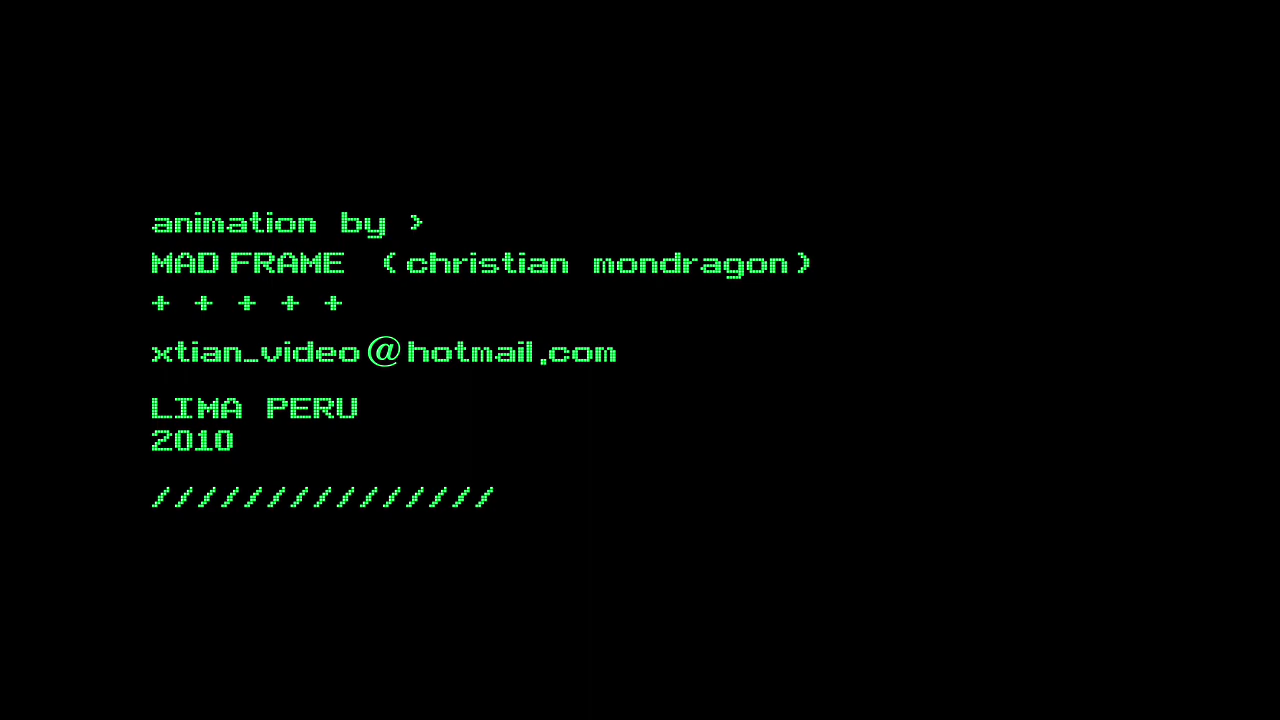 animation by >
MAD FRAME (christian mondragon)
+ + + + +
xtian_video@hotmail.com
LIMA PERU
2010
///////////////